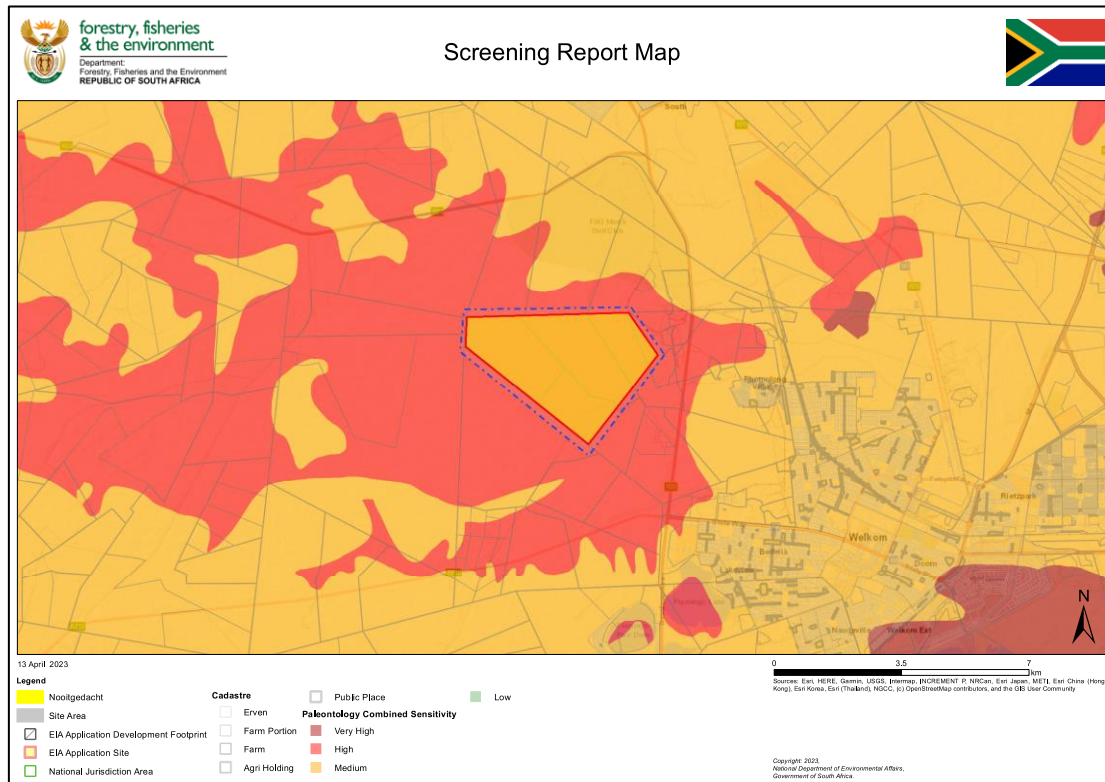 forestry, fisheries
& the environment
Department:
Forestry, Fisheries and the Environment
REPUBLIC OF SOUTH AFRICA
Screening Report Map
South
Phomolong
Rietzpark
Welkom
Bedelia
Doorn
Naudeville
Welkom Ext
N
13 April 2023
Legend
Nooitgedacht
Site Area
EIA Application Development Footprint
EIA Application Site
National Jurisdiction Area
Cadastre
Erven
Farm Portion
Farm
Agri Holding
Public Place
Paleontology Combined Sensitivity
Very High
High
Medium
Low
0 3.5 7
km
Sources: Esri, HERE, Garmin, USGS, Intermap, INCREMENT P, NRCan, Esri Japan, METI, Esri China (Hong
Kong), Esri Korea, Esri (Thailand), NGCC, (c) OpenStreetMap contributors, and the GIS User Community
Copyright: 2023,
National Department of Environmental Affairs,
Government of South Africa.